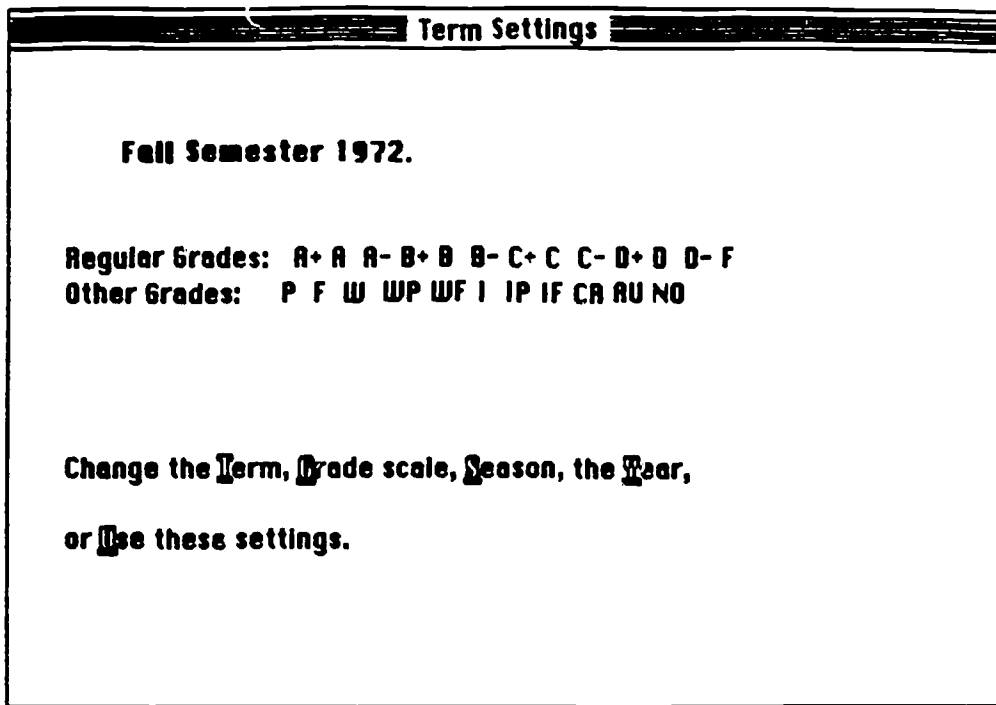 Term Settings
Fall Semester 1972.
Regular Grades: A+ A A- B+ B B- C+ C C- D+ D D- F
Other Grades: P F W WP WF I IP IF CR AU NO
Change the Term, Grade scale, Season, the Year,
or Use these settings.